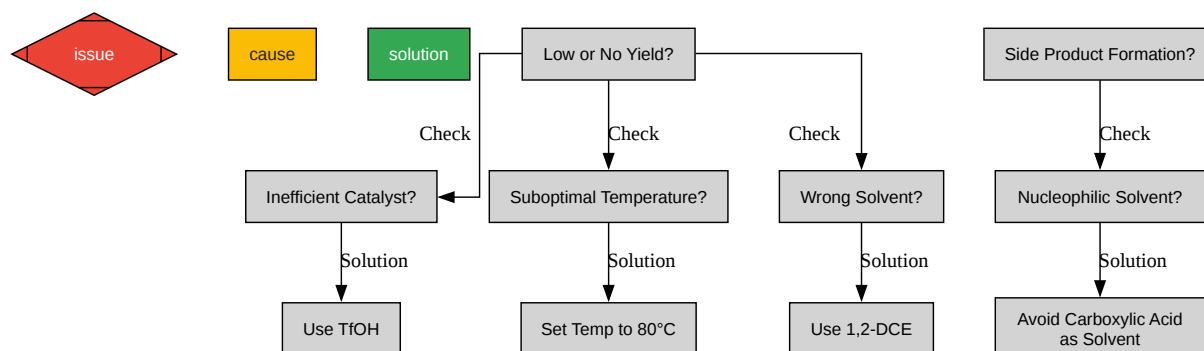 issue
cause
solution
Low or No Yield?
Side Product Formation?
Check
Check
Check
Check
Inefficient Catalyst?
Suboptimal Temperature?
Wrong Solvent?
Nucleophilic Solvent?
Solution
Solution
Solution
Solution
Use TfOH
Set Temp to 80°C
Use 1,2-DCE
Avoid Carboxylic Acid
as Solvent